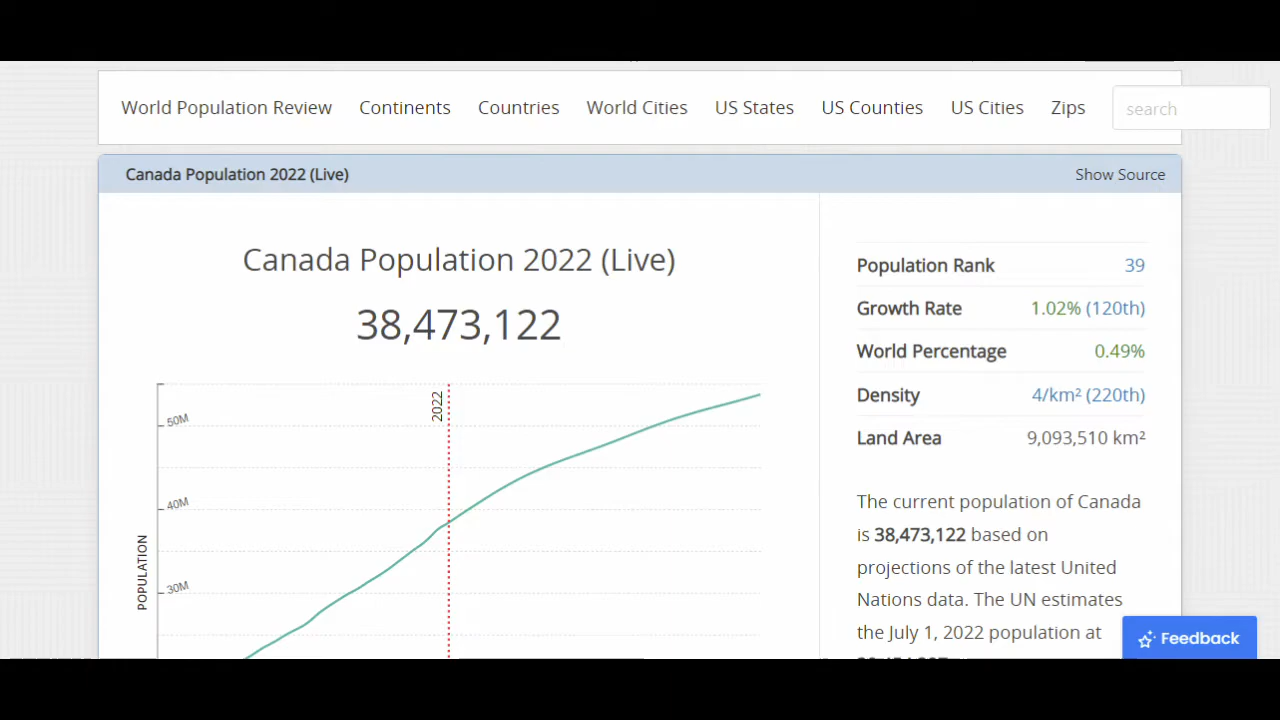 World Population Review Continents Countries World Cities US States US Counties US Cities Zips search
Canada Population 2022 (Live) Show Source
Canada Population 2022 (Live)
38,473,122
2022
50M
40M
30M
POPULATION
Population Rank 39
Growth Rate 1.02% (120th)
World Percentage 0.49%
Density 4/km² (220th)
Land Area 9,093,510 km²
The current population of Canada
is 38,473,122 based on
projections of the latest United
Nations data. The UN estimates
the July 1, 2022 population at
Feedback